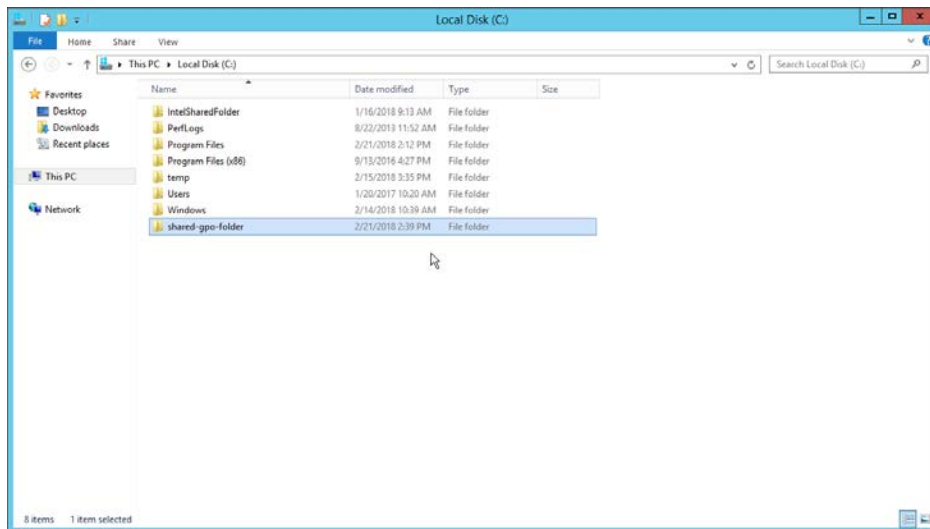 Local Disk (C:)
File Home Share View
This PC Local Disk (C:) Search Local Disk (C:)
Name Date modified Type Size
Favorites
Desktop
Downloads
Recent places
This PC
Network
IntelSharedFolder 1/16/2018 9:13 AM File folder
PerfLogs 8/22/2013 11:52 AM File folder
Program Files 2/21/2018 2:12 PM File folder
Program Files (x86) 9/13/2016 4:27 PM File folder
temp 2/15/2018 3:35 PM File folder
Users 1/20/2017 10:20 AM File folder
Windows 2/14/2018 10:39 AM File folder
shared-gpo-folder 2/21/2018 2:39 PM File folder
8 items 1 item selected